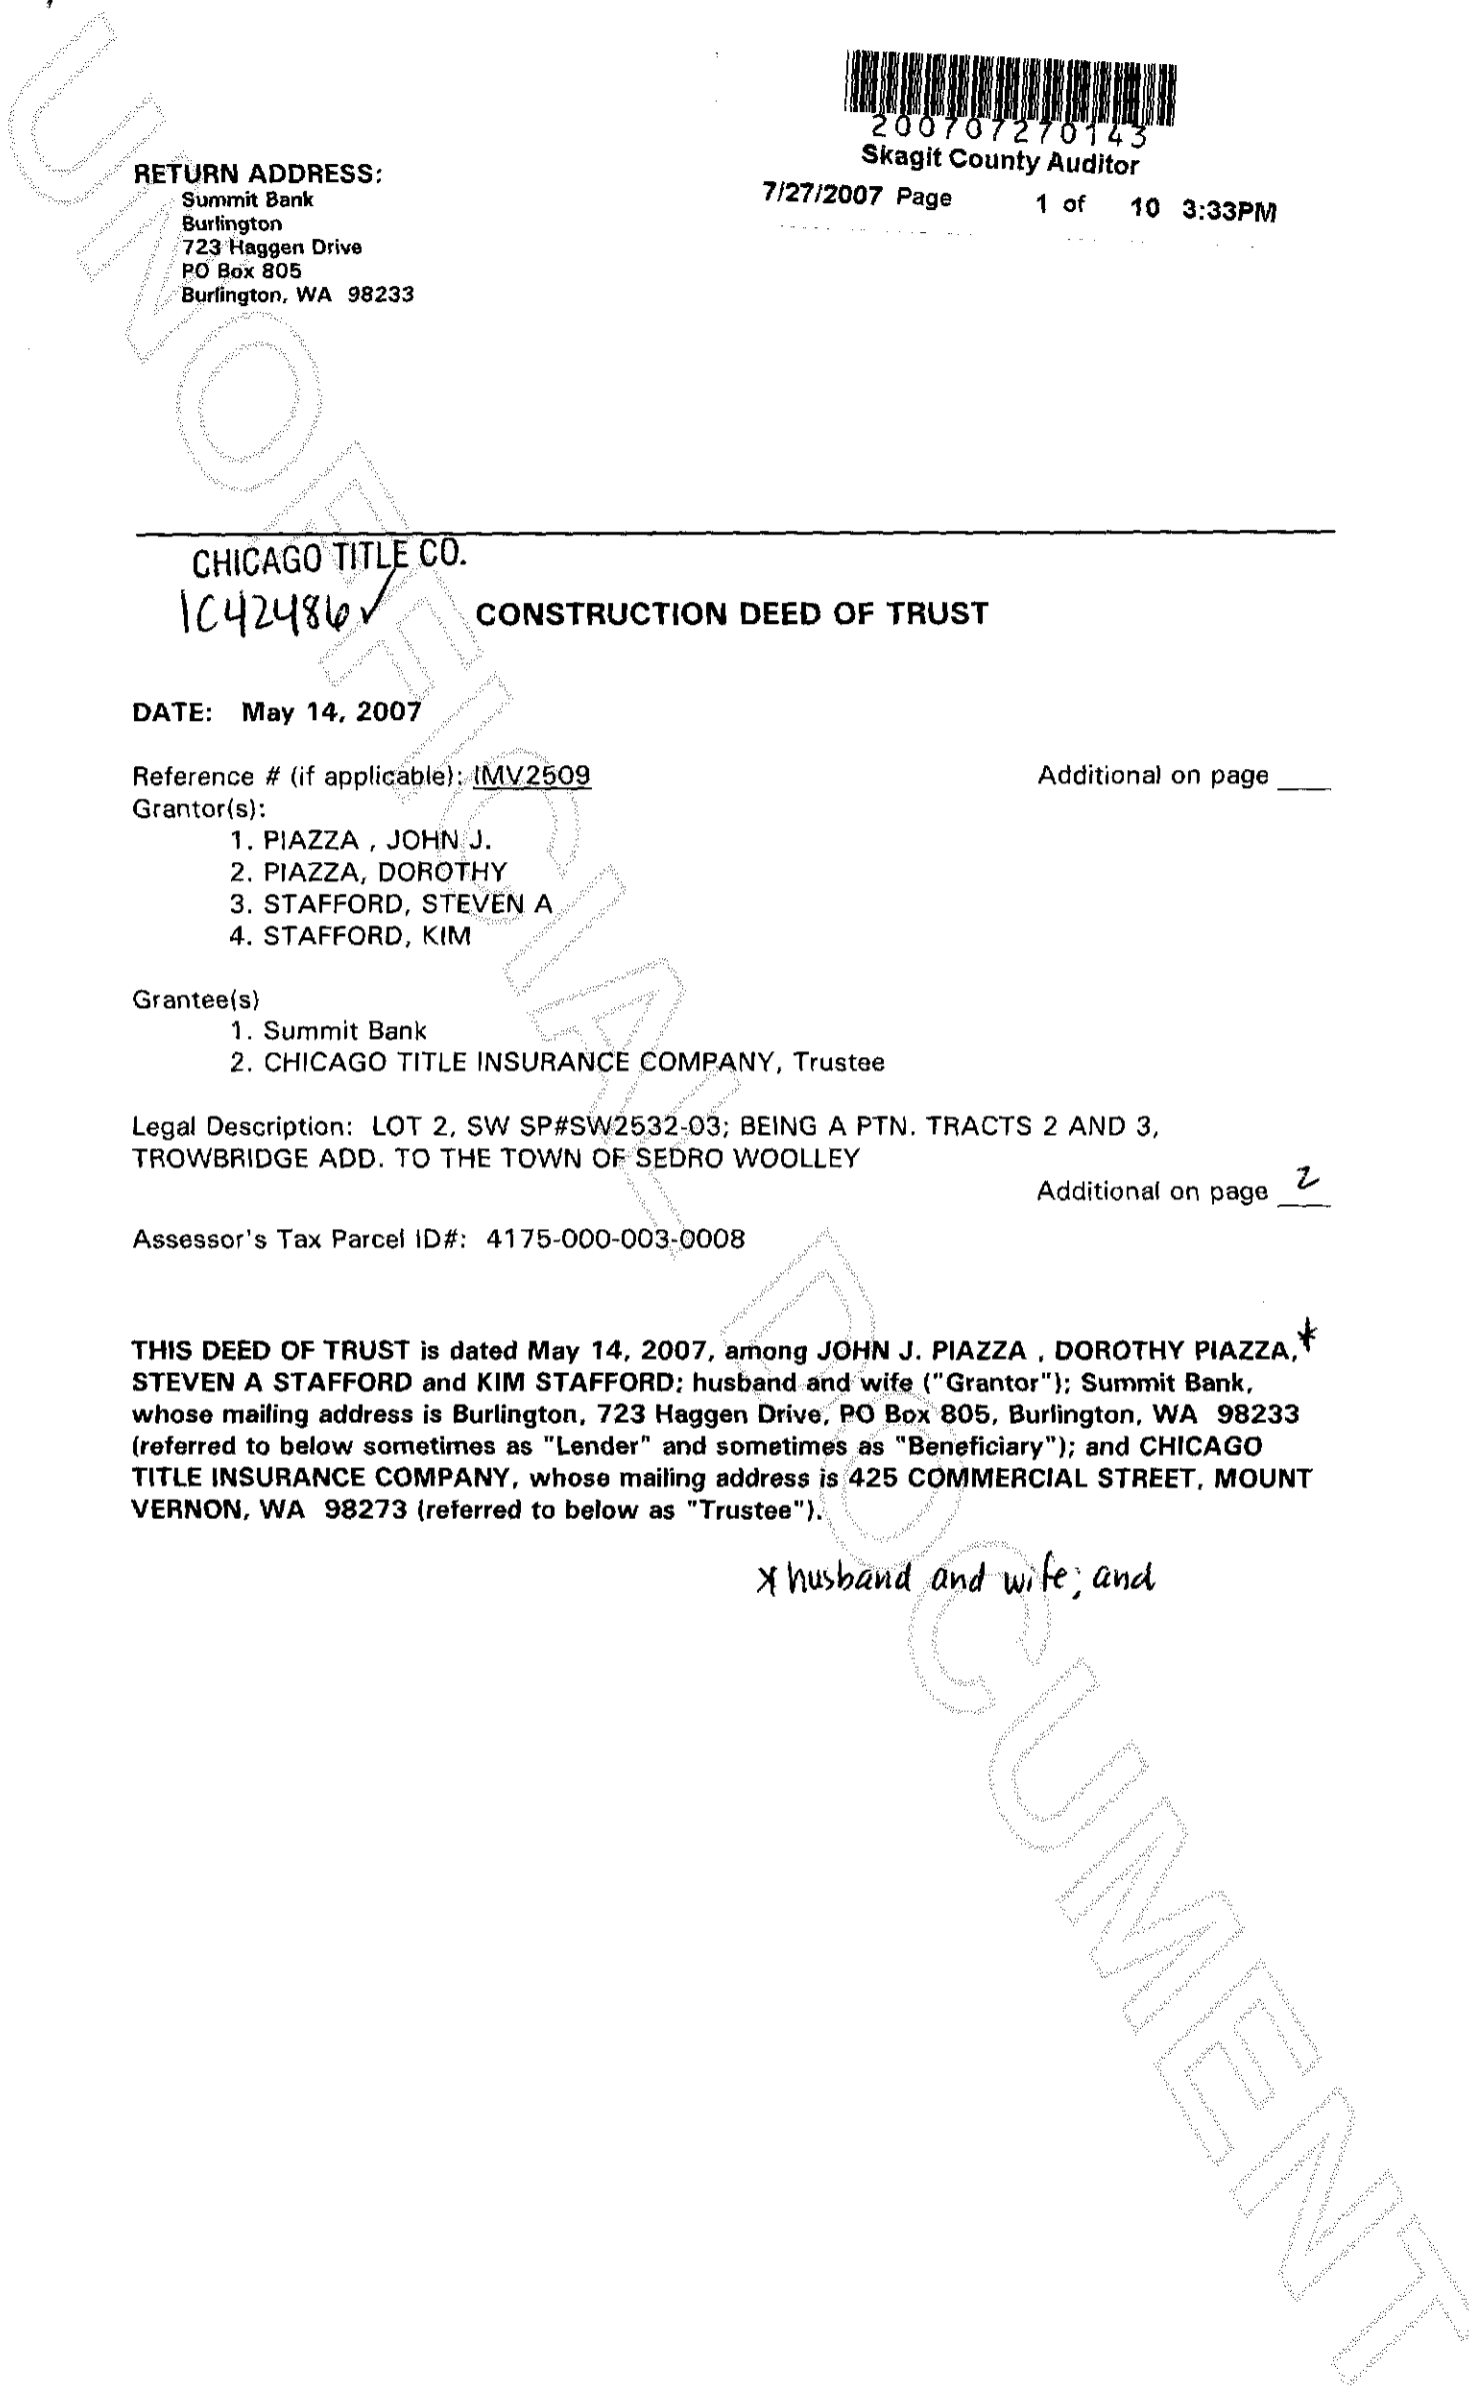 200707270143
Skagit County Auditor
7/27/2007 Page 1 of 10 3:33PM
RETURN ADDRESS:
Summit Bank
Burlington
723 Haggen Drive
PO Box 805
Burlington, WA 98233
CHICAGO TITLE CO.
IC42486✓
CONSTRUCTION DEED OF TRUST
DATE: May 14, 2007
Reference # (if applicable): IMV2509 Additional on page ___
Grantor(s):
1. PIAZZA , JOHN J.
2. PIAZZA, DOROTHY
3. STAFFORD, STEVEN A
4. STAFFORD, KIM
Grantee(s)
1. Summit Bank
2. CHICAGO TITLE INSURANCE COMPANY, Trustee
Legal Description: LOT 2, SW SP#SW2532-03; BEING A PTN. TRACTS 2 AND 3,
TROWBRIDGE ADD. TO THE TOWN OF SEDRO WOOLLEY
Additional on page 2
Assessor's Tax Parcel ID#: 4175-000-003-0008
THIS DEED OF TRUST is dated May 14, 2007, among JOHN J. PIAZZA , DOROTHY PIAZZA,*
STEVEN A STAFFORD and KIM STAFFORD; husband and wife ("Grantor"); Summit Bank,
whose mailing address is Burlington, 723 Haggen Drive, PO Box 805, Burlington, WA 98233
(referred to below sometimes as "Lender" and sometimes as "Beneficiary"); and CHICAGO
TITLE INSURANCE COMPANY, whose mailing address is 425 COMMERCIAL STREET, MOUNT
VERNON, WA 98273 (referred to below as "Trustee").
* husband and wife; and
UNOFFICIAL DOCUMENT